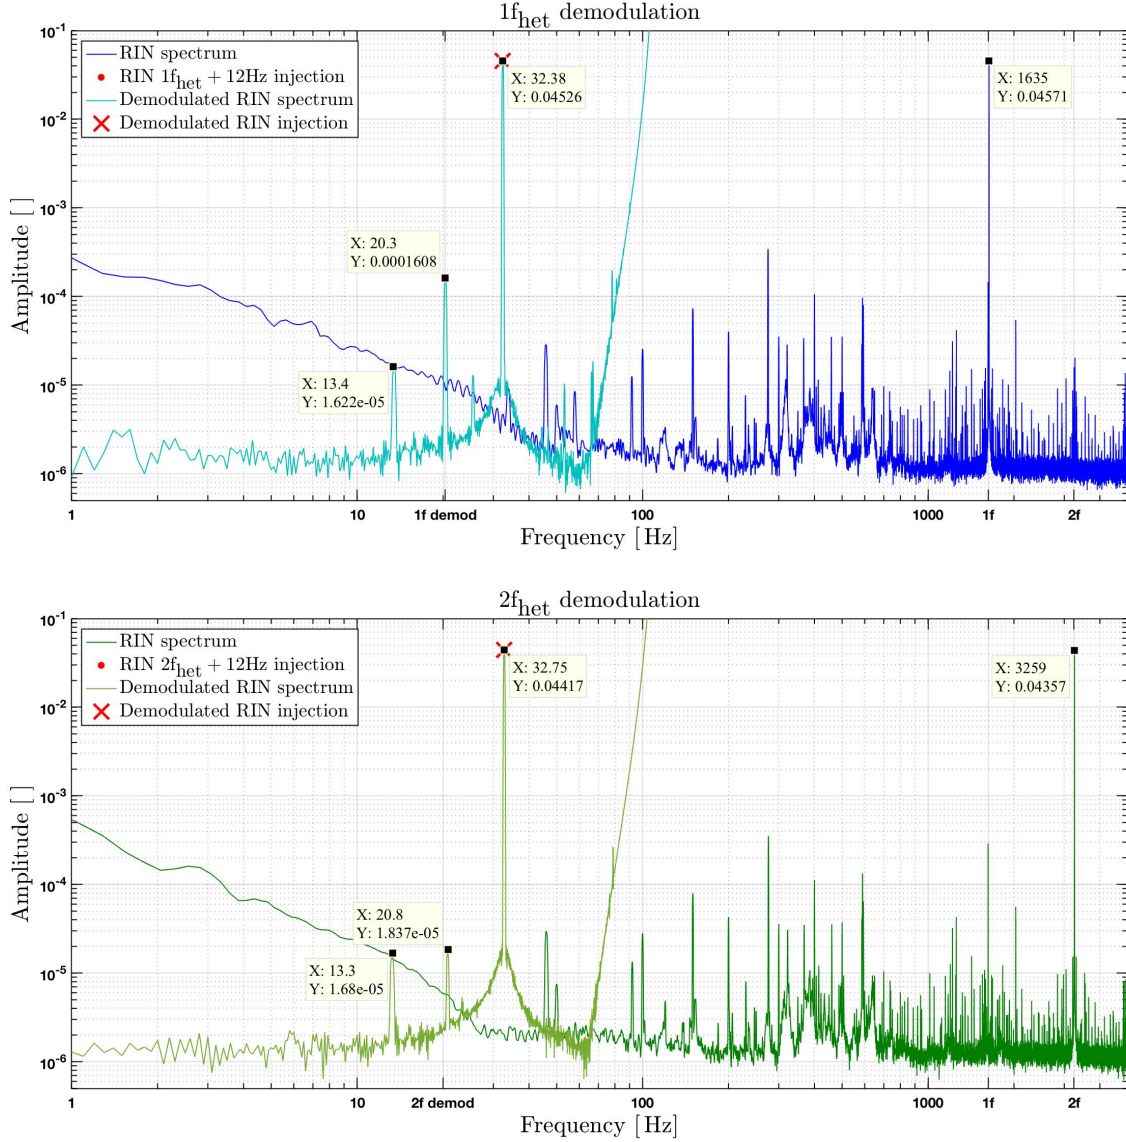 1f_het demodulation
10^-1
10^-2
10^-3
10^-4
10^-5
10^-6
Amplitude [ ]
RIN spectrum
RIN 1f_het + 12Hz injection
Demodulated RIN spectrum
Demodulated RIN injection
X: 32.38
Y: 0.04526
X: 1635
Y: 0.04571
X: 20.3
Y: 0.0001608
X: 13.4
Y: 1.622e-05
1 10 1f demod 100 1000 1f 2f
Frequency [ Hz]
2f_het demodulation
10^-1
10^-2
10^-3
10^-4
10^-5
10^-6
Amplitude [ ]
RIN spectrum
RIN 2f_het + 12Hz injection
Demodulated RIN spectrum
Demodulated RIN injection
X: 32.75
Y: 0.04417
X: 3259
Y: 0.04357
X: 20.8
Y: 1.837e-05
X: 13.3
Y: 1.68e-05
1 10 2f demod 100 1000 1f 2f
Frequency [ Hz]